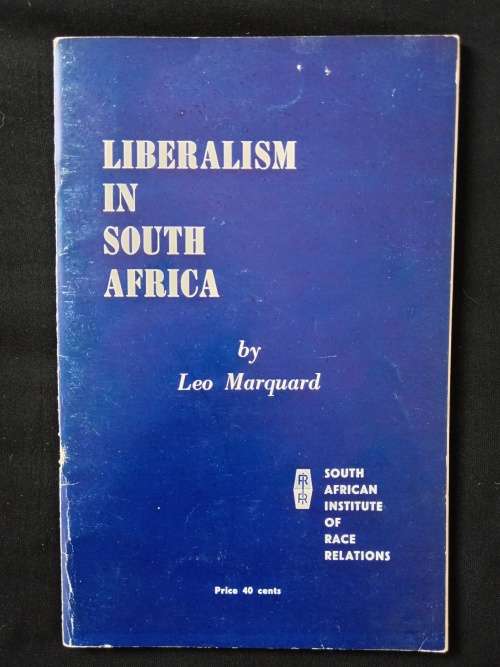 LIBERALISM
IN
SOUTH
AFRICA
by
Leo Marquard
SOUTH
AFRICAN
INSTITUTE
OF
RACE
RELATIONS
Price 40 cents